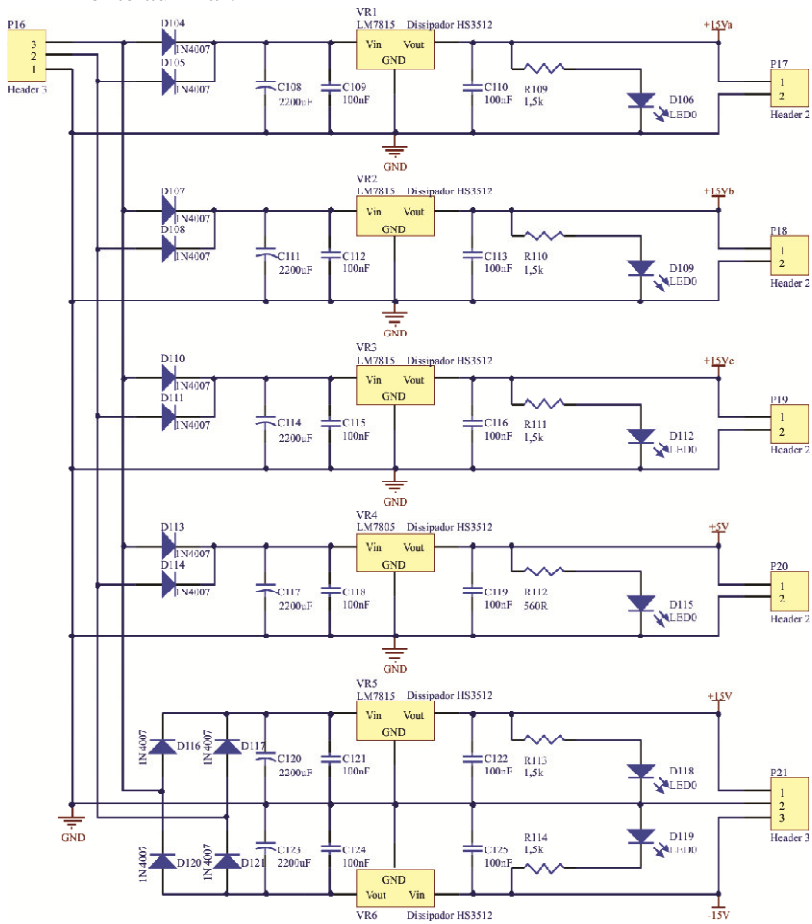 P16
3
2
1
Header 3
D104
1N4007
D105
1N4007
C108
2200uF
C109
100nF
VR1
LM7815 Dissipador HS3512
Vin Vout
GND
C110
100nF
R109
1,5k
D106
LED0
+15Va
P17
1
2
Header 2
GND
D107
1N4007
D108
1N4007
C111
2200uF
C112
100nF
VR2
LM7815 Dissipador HS3512
Vin Vout
GND
C113
100nF
R110
1,5k
D109
LED0
+15Vb
P18
1
2
Header 2
GND
D110
1N4007
D111
1N4007
C114
2200uF
C115
100nF
VR3
LM7815 Dissipador HS3512
Vin Vout
GND
C116
100nF
R111
1,5k
D112
LED0
+15Vc
P19
1
2
Header 2
GND
D113
1N4007
D114
1N4007
C117
2200uF
C118
100nF
VR4
LM7805 Dissipador HS3512
Vin Vout
GND
C119
100nF
R112
560R
D115
LED0
+5V
P20
1
2
Header 2
GND
1N4007
D116
1N4007
D117
C120
2200uF
C121
100nF
VR5
LM7815 Dissipador HS3512
Vin Vout
GND
C122
100nF
R113
1,5k
D118
LED0
+15V
P21
1
2
3
Header 3
GND
1N4007
D120
1N4007
D121
C123
2200uF
C124
100nF
GND
Vout Vin
VR6 Dissipador HS3512
C125
100nF
R114
1,5k
D119
LED0
-15V